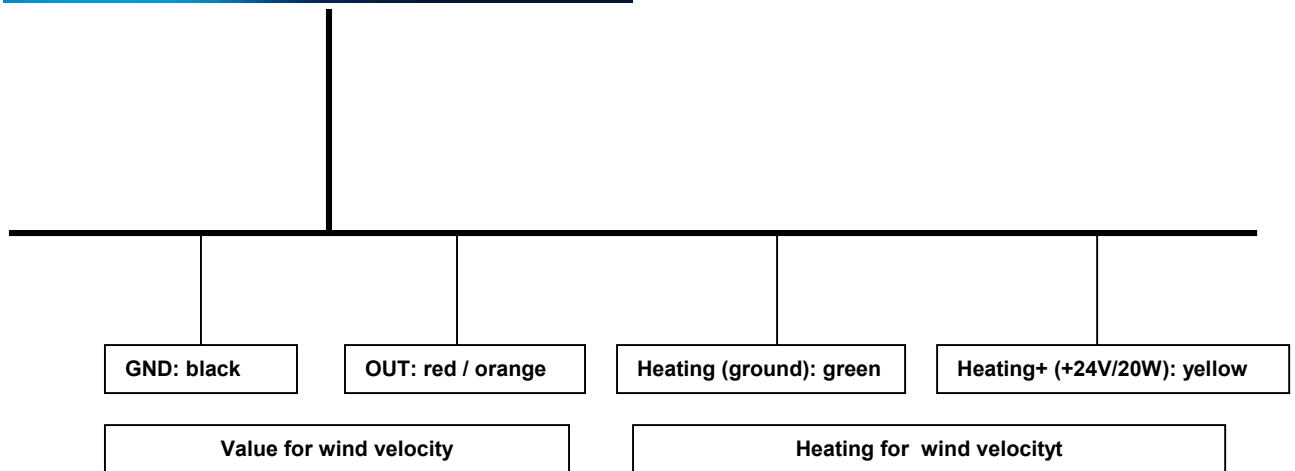 GND: black
OUT: red / orange
Heating (ground): green
Heating+ (+24V/20W): yellow
Value for wind velocity
Heating for wind velocityt